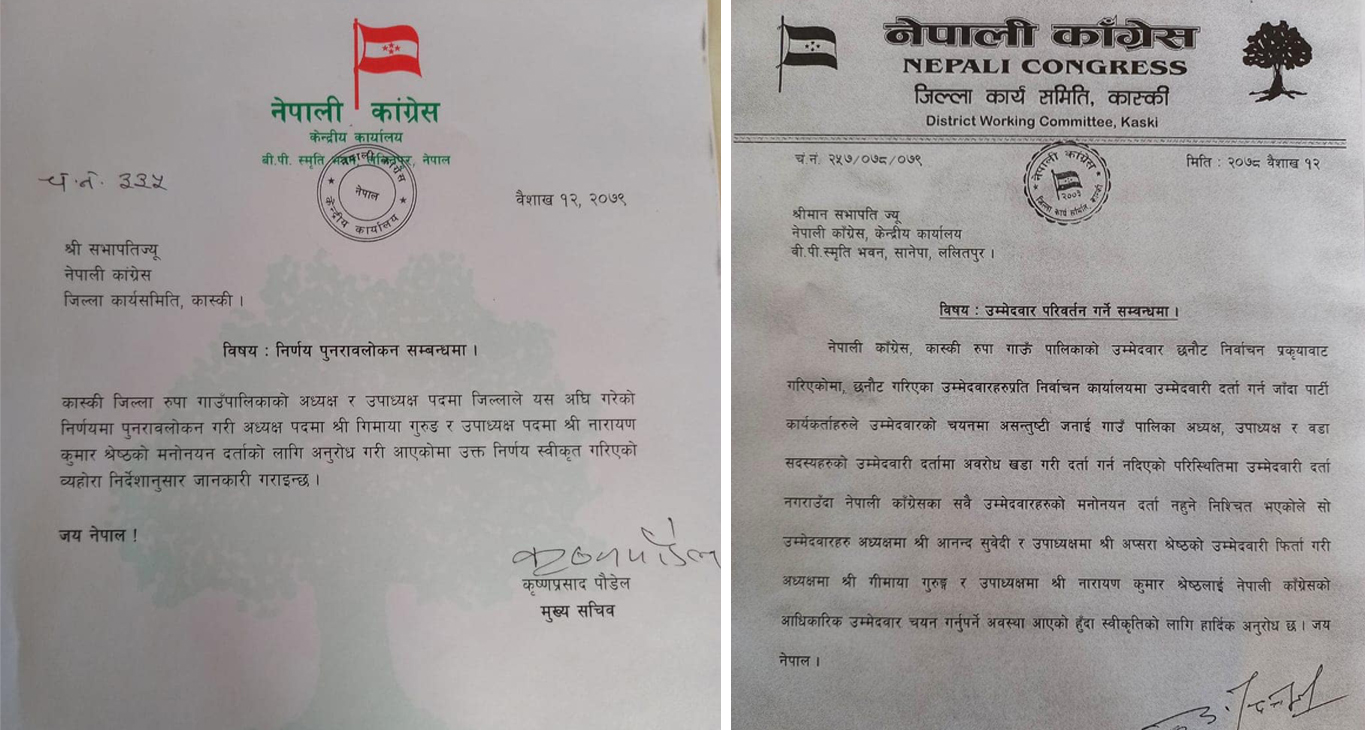 नेपाली कांग्रेस
केन्द्रीय कार्यालय
बी.पी. स्मृति भवन, ललितपुर, नेपाल
नेपाली कांग्रेस
नेपाल
केन्द्रीय कार्यालय
च.नं. ३३५
वैशाख १२, २०७९
श्री सभापतिज्यू
नेपाली कांग्रेस
जिल्ला कार्यसमिति, कास्की ।
विषय : निर्णय पुनरावलोकन सम्बन्धमा ।
कास्की जिल्ला रुपा गाउँपालिकाको अध्यक्ष र उपाध्यक्ष पदमा जिल्लाले यस अघि गरेको
निर्णयमा पुनरावलोकन गरी अध्यक्ष पदमा श्री गिमाया गुरुङ र उपाध्यक्ष पदमा श्री नारायण
कुमार श्रेष्ठको मनोनयन दर्ताको लागि अनुरोध गरी आएकोमा उक्त निर्णय स्वीकृत गरिएको
व्यहोरा निर्देशानुसार जानकारी गराइन्छ ।
जय नेपाल !
कृष्णप्रसाद पौडेल
मुख्य सचिव
नेपाली काँग्रेस
NEPALI CONGRESS
जिल्ला कार्य समिति, कास्की
District Working Committee, Kaski
च.नं. २५७/०७८/०७९
नेपाली काँग्रेस
२००३
जिल्ला कार्य समिति, कास्की
मिति : २०७८ वैशाख १२
श्रीमान सभापति ज्यू
नेपाली काँग्रेस, केन्द्रीय कार्यालय
वी.पी.स्मृति भवन, सानेपा, ललितपुर ।
विषय : उम्मेदवार परिवर्तन गर्ने सम्बन्धमा ।
नेपाली काँग्रेस, कास्की रुपा गाऊँ पालिकाको उम्मेदवार छनौट निर्वाचन प्रकृयावाट
गरिएकोमा, छनौट गरिएका उम्मेदवारहरुप्रति निर्वाचन कार्यालयमा उम्मेदवारी दर्ता गर्न जाँदा पार्टी
कार्यकर्ताहरुले उम्मेदवारको चयनमा असन्तुष्टी जनाई गाउँ पालिका अध्यक्ष, उपाध्यक्ष र वडा
सदस्यहरुको उम्मेदवारी दर्तामा अवरोध खडा गरी दर्ता गर्न नदिएको परिस्थितिमा उम्मेदवारी दर्ता
नगराउँदा नेपाली काँग्रेसका सवै उम्मेदवारहरुको मनोनयन दर्ता नहुने निश्चित भएकोले सो
उम्मेदवारहरु अध्यक्षमा श्री आनन्द सुवेदी र उपाध्यक्षमा श्री अप्सरा श्रेष्ठको उम्मेदवारी फिर्ता गरी
अध्यक्षमा श्री गीमाया गुरुङ्ग र उपाध्यक्षमा श्री नारायण कुमार श्रेष्ठलाई नेपाली काँग्रेसको
आधिकारिक उम्मेदवार चयन गर्नुपर्ने अवस्था आएको हुँदा स्वीकृतिको लागि हार्दिक अनुरोध छ । जय
नेपाल ।